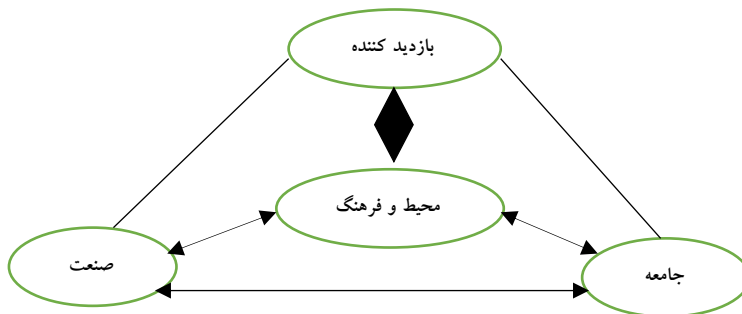 بازدید کننده
محیط و فرهنگ
صنعت
جامعه